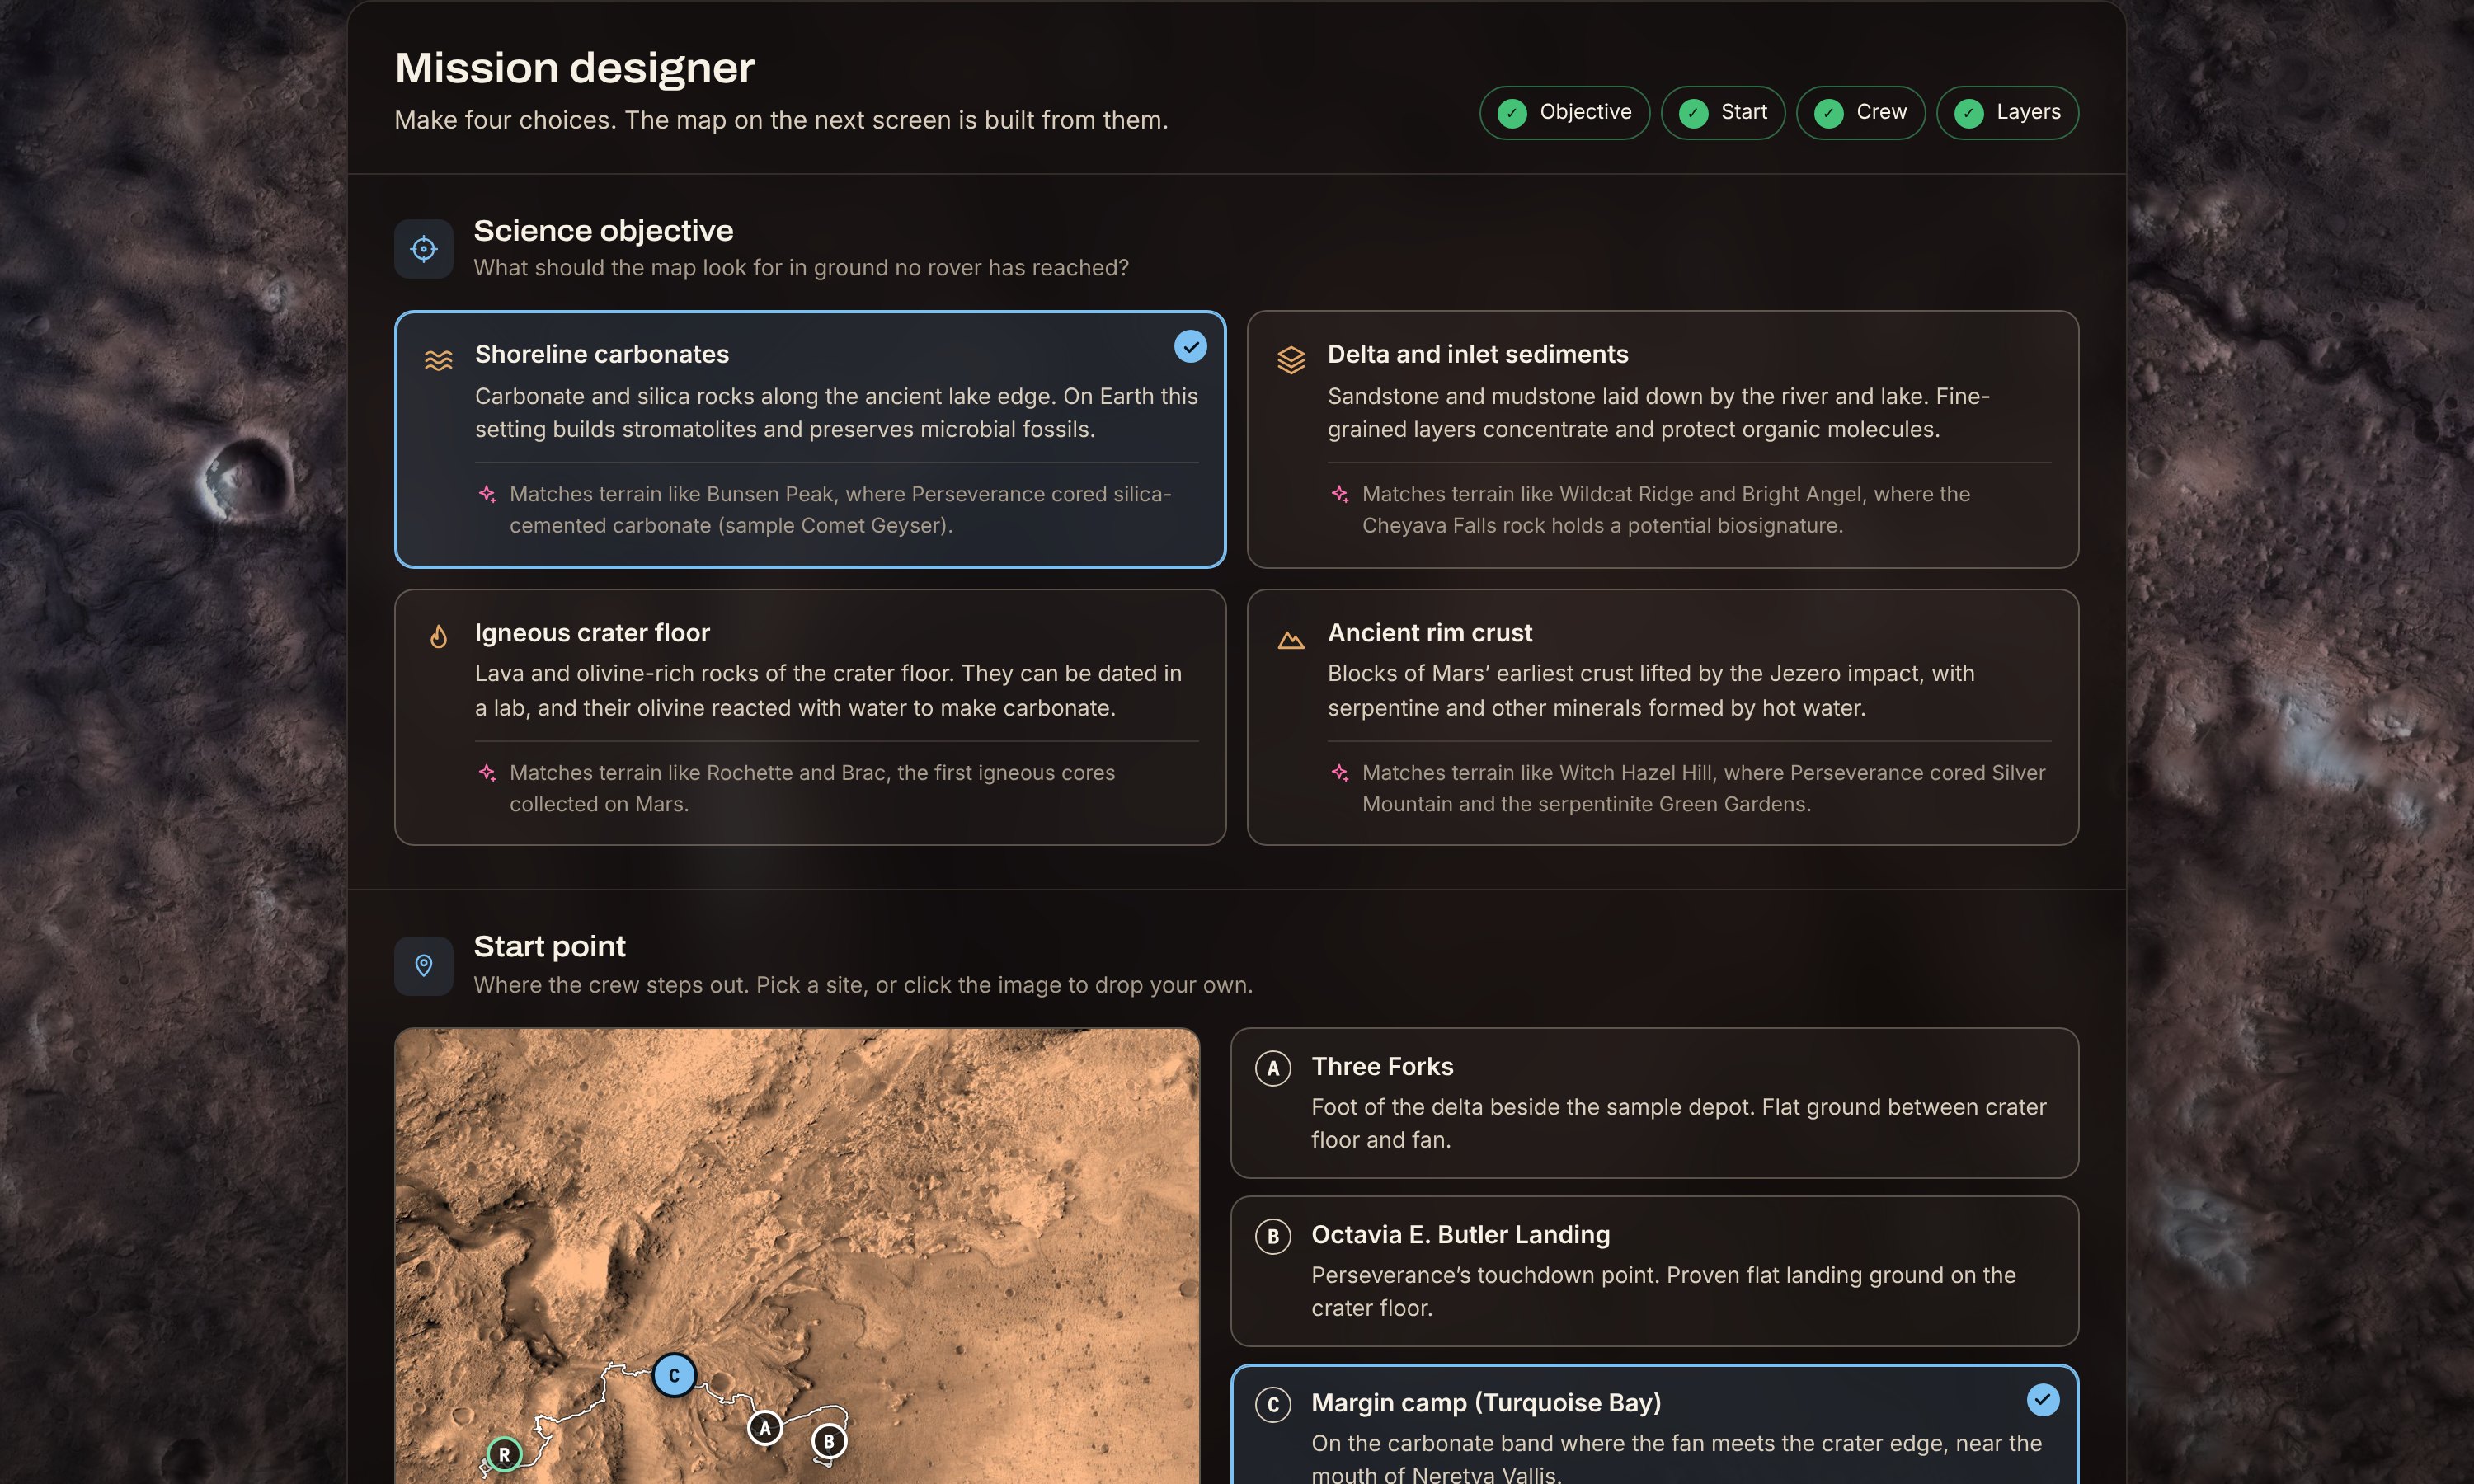 Mission designer
Make four choices. The map on the next screen is built from them.
Objective
Start
Crew
Layers
Science objective
What should the map look for in ground no rover has reached?
Shoreline carbonates
Carbonate and silica rocks along the ancient lake edge. On Earth this
setting builds stromatolites and preserves microbial fossils.
Matches terrain like Bunsen Peak, where Perseverance cored silica-
cemented carbonate (sample Comet Geyser).
Delta and inlet sediments
Sandstone and mudstone laid down by the river and lake. Fine-
grained layers concentrate and protect organic molecules.
Matches terrain like Wildcat Ridge and Bright Angel, where the
Cheyava Falls rock holds a potential biosignature.
Igneous crater floor
Lava and olivine-rich rocks of the crater floor. They can be dated in
a lab, and their olivine reacted with water to make carbonate.
Matches terrain like Rochette and Brac, the first igneous cores
collected on Mars.
Ancient rim crust
Blocks of Mars’ earliest crust lifted by the Jezero impact, with
serpentine and other minerals formed by hot water.
Matches terrain like Witch Hazel Hill, where Perseverance cored Silver
Mountain and the serpentinite Green Gardens.
Start point
Where the crew steps out. Pick a site, or click the image to drop your own.
C
A
B
R
A
Three Forks
Foot of the delta beside the sample depot. Flat ground between crater
floor and fan.
B
Octavia E. Butler Landing
Perseverance’s touchdown point. Proven flat landing ground on the
crater floor.
C
Margin camp (Turquoise Bay)
On the carbonate band where the fan meets the crater edge, near the
mouth of Neretva Vallis.